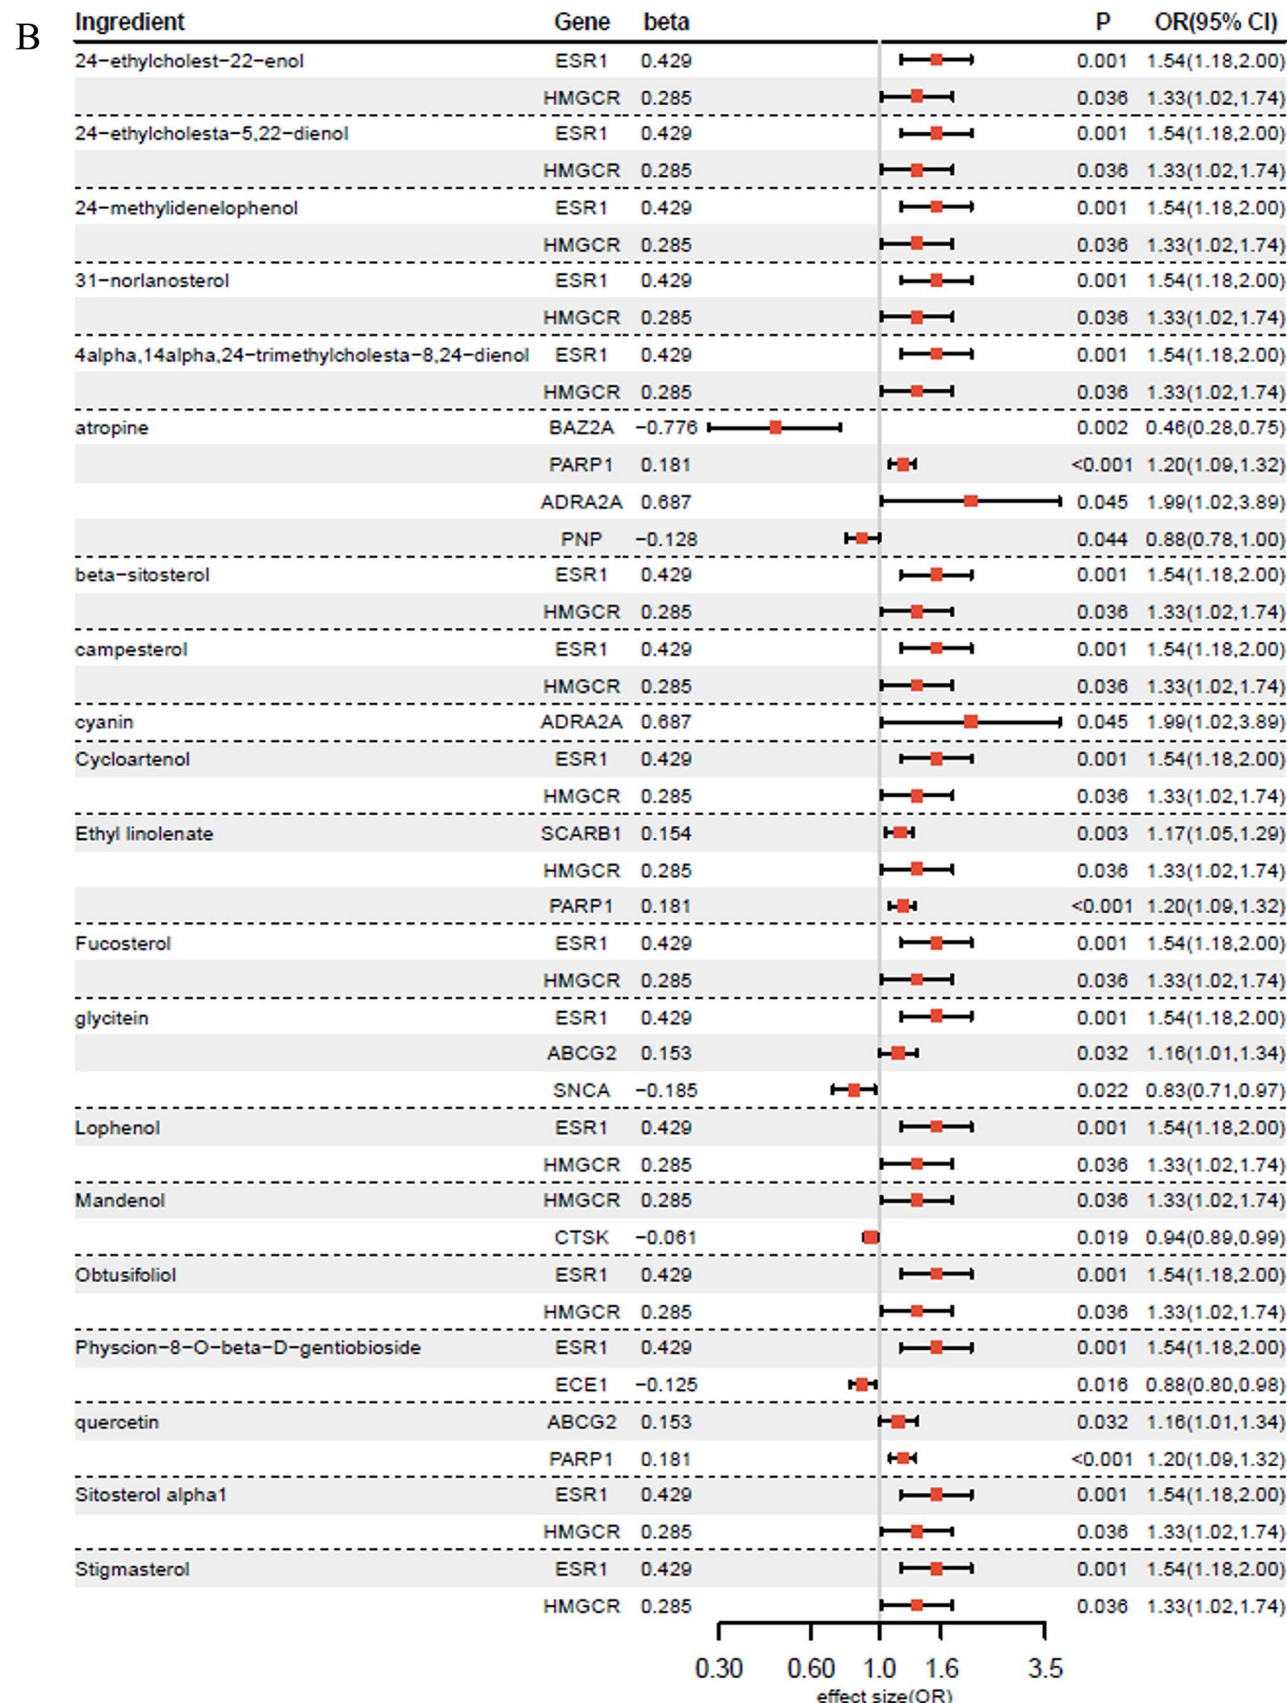 B
Ingredient Gene beta P OR(95% CI)
24−ethylcholest−22−enol ESR1 0.429 0.001 1.54(1.18,2.00)
HMGCR 0.285 0.036 1.33(1.02,1.74)
24−ethylcholesta−5,22−dienol ESR1 0.429 0.001 1.54(1.18,2.00)
HMGCR 0.285 0.036 1.33(1.02,1.74)
24−methylidenelophenol ESR1 0.429 0.001 1.54(1.18,2.00)
HMGCR 0.285 0.036 1.33(1.02,1.74)
31−norlanosterol ESR1 0.429 0.001 1.54(1.18,2.00)
HMGCR 0.285 0.036 1.33(1.02,1.74)
4alpha,14alpha,24−trimethylcholesta−8,24−dienol ESR1 0.429 0.001 1.54(1.18,2.00)
HMGCR 0.285 0.036 1.33(1.02,1.74)
atropine BAZ2A −0.776 0.002 0.46(0.28,0.75)
PARP1 0.181 <0.001 1.20(1.09,1.32)
ADRA2A 0.687 0.045 1.99(1.02,3.89)
PNP −0.128 0.044 0.88(0.78,1.00)
beta−sitosterol ESR1 0.429 0.001 1.54(1.18,2.00)
HMGCR 0.285 0.036 1.33(1.02,1.74)
campesterol ESR1 0.429 0.001 1.54(1.18,2.00)
HMGCR 0.285 0.036 1.33(1.02,1.74)
cyanin ADRA2A 0.687 0.045 1.99(1.02,3.89)
Cycloartenol ESR1 0.429 0.001 1.54(1.18,2.00)
HMGCR 0.285 0.036 1.33(1.02,1.74)
Ethyl linolenate SCARB1 0.154 0.003 1.17(1.05,1.29)
HMGCR 0.285 0.036 1.33(1.02,1.74)
PARP1 0.181 <0.001 1.20(1.09,1.32)
Fucosterol ESR1 0.429 0.001 1.54(1.18,2.00)
HMGCR 0.285 0.036 1.33(1.02,1.74)
glycitein ESR1 0.429 0.001 1.54(1.18,2.00)
ABCG2 0.153 0.032 1.16(1.01,1.34)
SNCA −0.185 0.022 0.83(0.71,0.97)
Lophenol ESR1 0.429 0.001 1.54(1.18,2.00)
HMGCR 0.285 0.036 1.33(1.02,1.74)
Mandenol HMGCR 0.285 0.036 1.33(1.02,1.74)
CTSK −0.061 0.019 0.94(0.89,0.99)
Obtusifoliol ESR1 0.429 0.001 1.54(1.18,2.00)
HMGCR 0.285 0.036 1.33(1.02,1.74)
Physcion−8−O−beta−D−gentiobioside ESR1 0.429 0.001 1.54(1.18,2.00)
ECE1 −0.125 0.016 0.88(0.80,0.98)
quercetin ABCG2 0.153 0.032 1.16(1.01,1.34)
PARP1 0.181 <0.001 1.20(1.09,1.32)
Sitosterol alpha1 ESR1 0.429 0.001 1.54(1.18,2.00)
HMGCR 0.285 0.036 1.33(1.02,1.74)
Stigmasterol ESR1 0.429 0.001 1.54(1.18,2.00)
HMGCR 0.285 0.036 1.33(1.02,1.74)
0.30 0.60 1.0 1.6 3.5
effect size(OR)